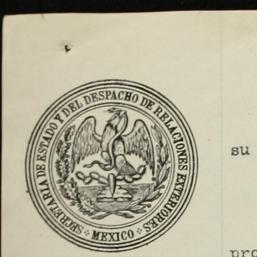 SECRETARIA DE ESTADO Y DEL DESPACHO DE RELACIONES EXTERIORES
MEXICO
su
pro